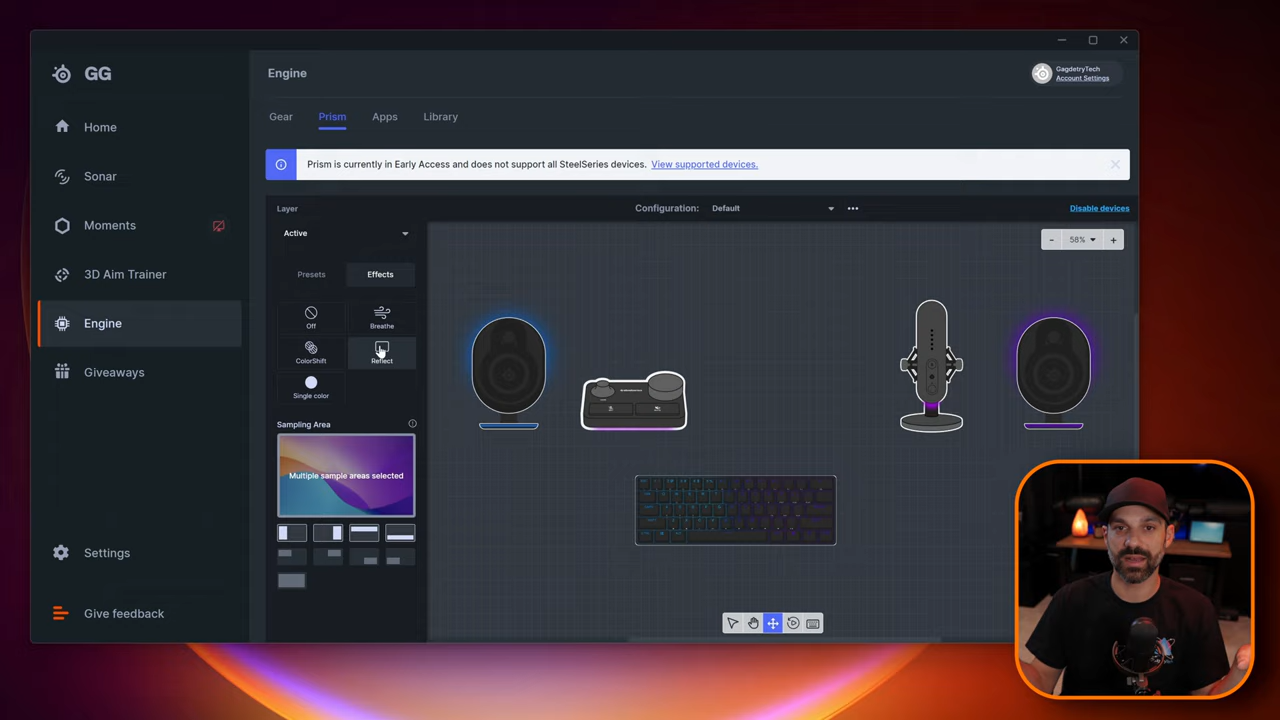 GG
Home
Sonar
Moments
3D Aim Trainer
Engine
Giveaways
Settings
Give feedback
Engine
GagdetryTech
Account Settings
Gear
Prism
Apps
Library
Prism is currently in Early Access and does not support all SteelSeries devices. View supported devices.
Layer
Configuration:
Default
Disable devices
Active
58%
Presets
Effects
Off
Breathe
ColorShift
Reflect
Single color
Sampling Area
Multiple sample areas selected